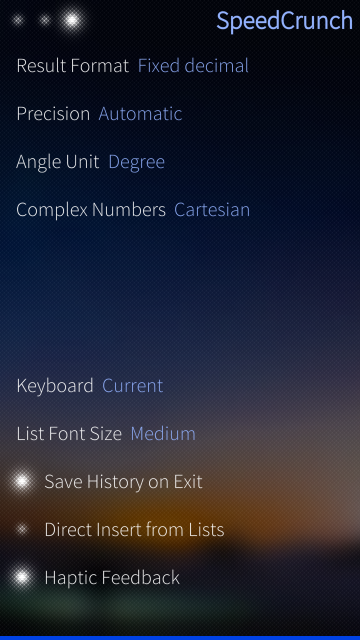 SpeedCrunch
Result Format Fixed decimal
Precision Automatic
Angle Unit Degree
Complex Numbers Cartesian
Keyboard Current
List Font Size Medium
Save History on Exit
Direct Insert from Lists
Haptic Feedback